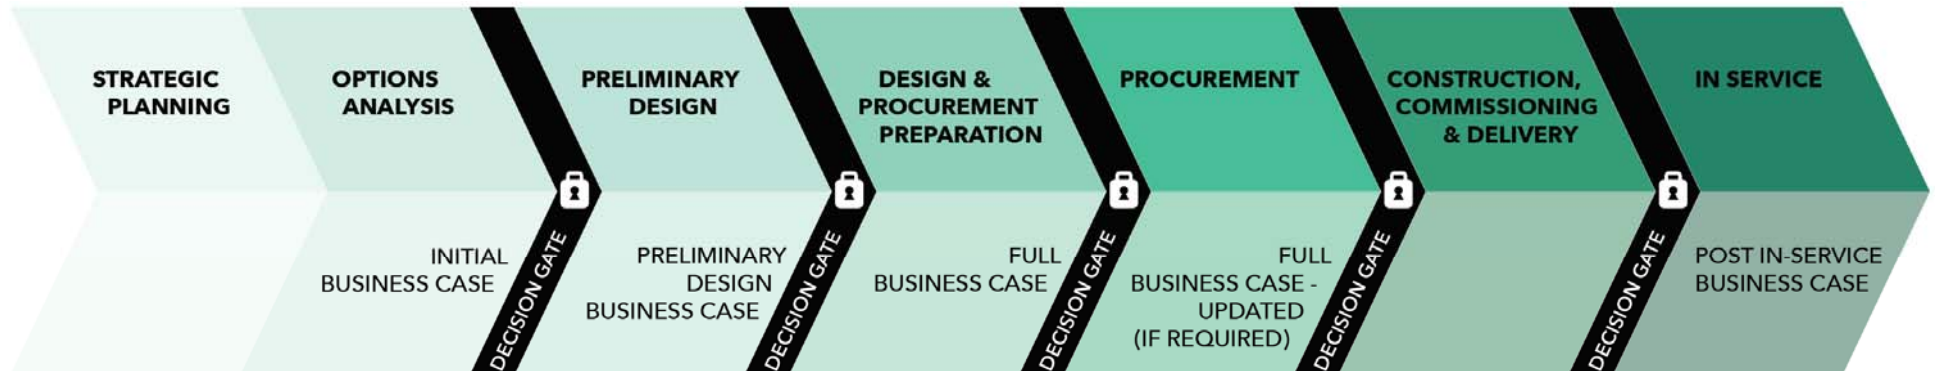 STRATEGIC
PLANNING
OPTIONS
ANALYSIS
PRELIMINARY
DESIGN
DESIGN &
PROCUREMENT
PREPARATION
PROCUREMENT
CONSTRUCTION,
COMMISSIONING
& DELIVERY
IN SERVICE
INITIAL
BUSINESS CASE
DECISION GATE
PRELIMINARY
DESIGN
BUSINESS CASE
DECISION GATE
FULL
BUSINESS CASE
DECISION GATE
FULL
BUSINESS CASE -
UPDATED
(IF REQUIRED)
DECISION GATE
DECISION GATE
POST IN-SERVICE
BUSINESS CASE